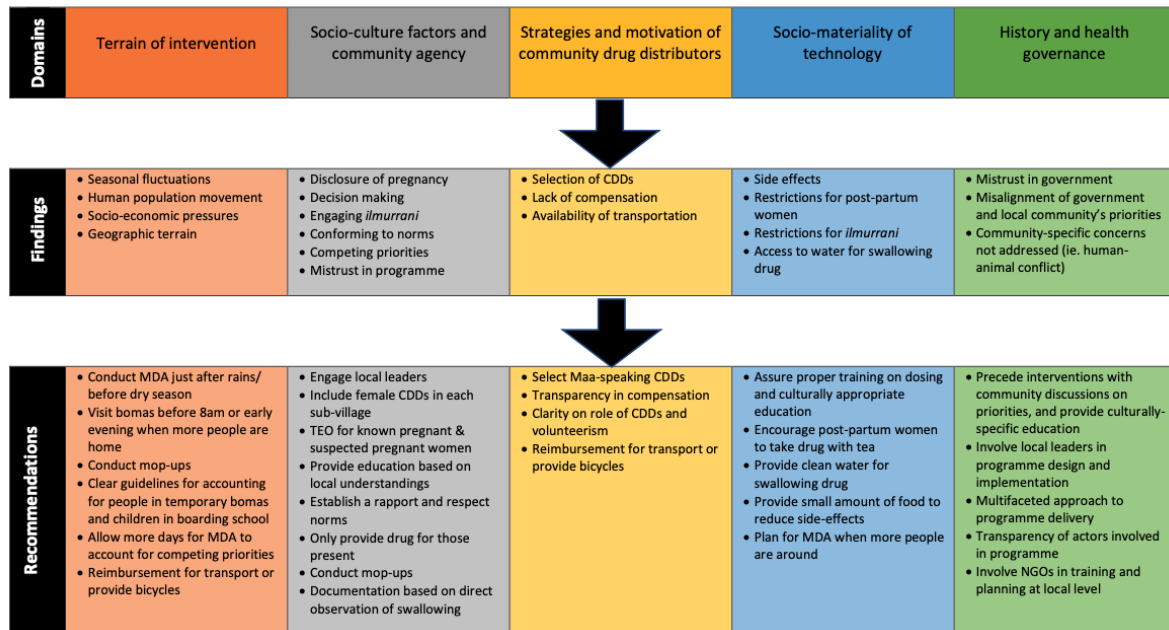 Domains
Terrain of intervention
Socio-culture factors and
community agency
Strategies and motivation of
community drug distributors
Socio-materiality of
technology
History and health
governance
Findings
• Seasonal fluctuations
• Human population movement
• Socio-economic pressures
• Geographic terrain
• Disclosure of pregnancy
• Decision making
• Engaging ilmurrani
• Conforming to norms
• Competing priorities
• Mistrust in programme
• Selection of CDDs
• Lack of compensation
• Availability of transportation
• Side effects
• Restrictions for post-partum
women
• Restrictions for ilmurrani
• Access to water for swallowing
drug
• Mistrust in government
• Misalignment of government
and local community’s priorities
• Community-specific concerns
not addressed (ie. human-
animal conflict)
Recommendations
• Conduct MDA just after rains/
before dry season
• Visit bomas before 8am or early
evening when more people are
home
• Conduct mop-ups
• Clear guidelines for accounting
for people in temporary bomas
and children in boarding school
• Allow more days for MDA to
account for competing priorities
• Reimbursement for transport or
provide bicycles
• Engage local leaders
• Include female CDDs in each
sub-village
• TEO for known pregnant &
suspected pregnant women
• Provide education based on
local understandings
• Establish a rapport and respect
norms
• Only provide drug for those
present
• Conduct mop-ups
• Documentation based on direct
observation of swallowing
• Select Maa-speaking CDDs
• Transparency in compensation
• Clarity on role of CDDs and
volunteerism
• Reimbursement for transport or
provide bicycles
• Assure proper training on dosing
and culturally appropriate
education
• Encourage post-partum women
to take drug with tea
• Provide clean water for
swallowing drug
• Provide small amount of food to
reduce side-effects
• Plan for MDA when more people
are around
• Precede interventions with
community discussions on
priorities, and provide culturally-
specific education
• Involve local leaders in
programme design and
implementation
• Multifaceted approach to
programme delivery
• Transparency of actors involved
in programme
• Involve NGOs in training and
planning at local level